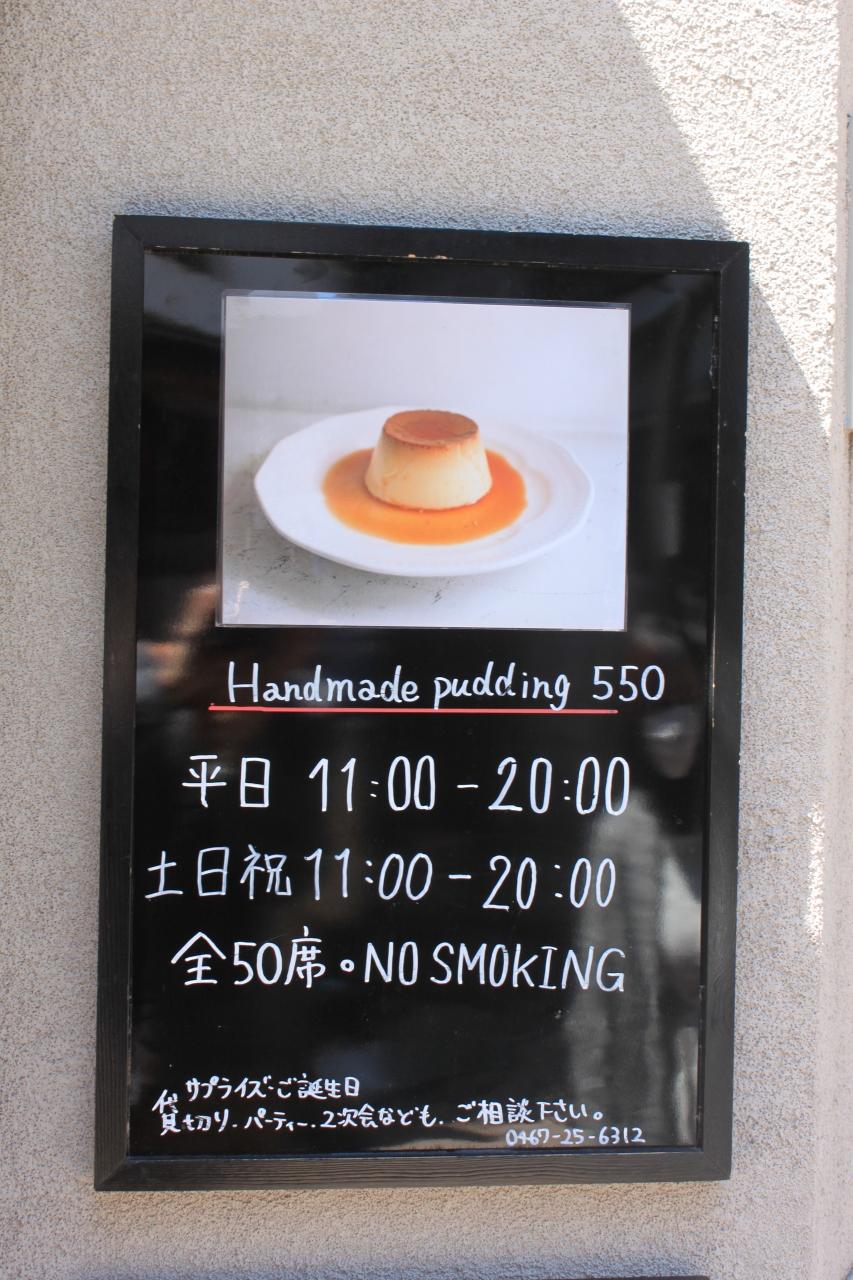 Handmade pudding 550
平日 11:00 - 20:00
土日祝 11:00 - 20:00
全50席。NO SMOKING
サプライズ・ご誕生日
貸切り・パーティー・2次会なども、ご相談下さい。
0467-25-6312